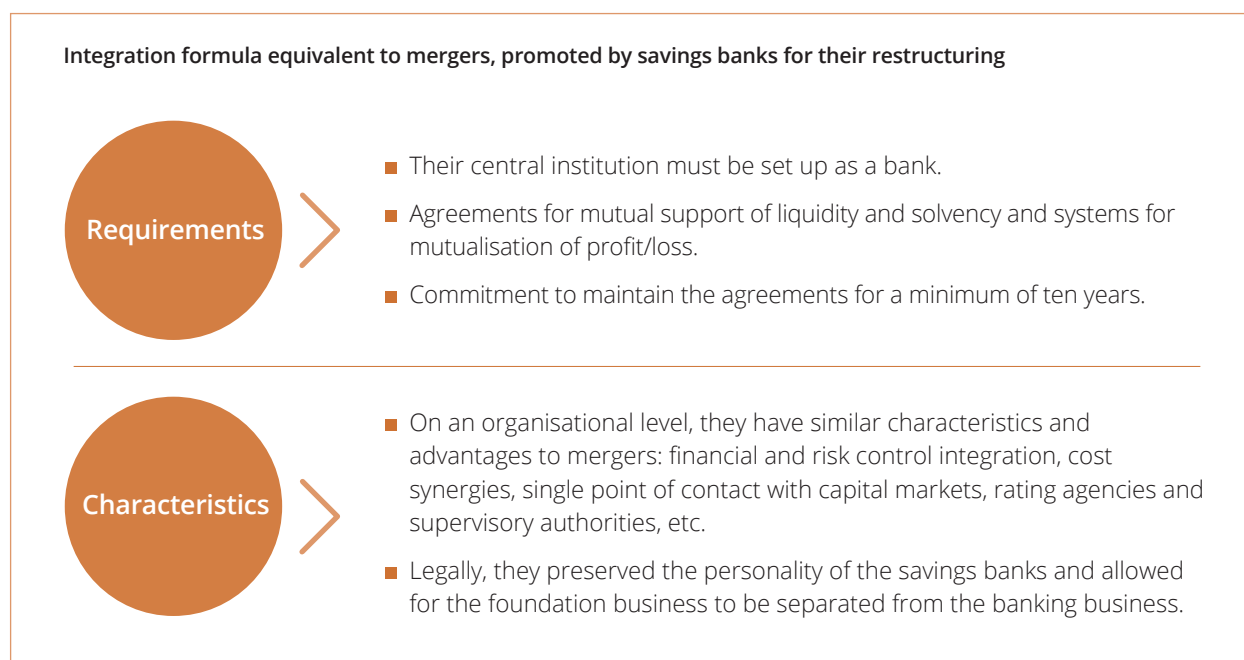 Integration formula equivalent to mergers, promoted by savings banks for their restructuring
Requirements
■ Their central institution must be set up as a bank.
■ Agreements for mutual support of liquidity and solvency and systems for
mutualisation of profit/loss.
■ Commitment to maintain the agreements for a minimum of ten years.
Characteristics
■ On an organisational level, they have similar characteristics and
advantages to mergers: financial and risk control integration, cost
synergies, single point of contact with capital markets, rating agencies and
supervisory authorities, etc.
■ Legally, they preserved the personality of the savings banks and allowed
for the foundation business to be separated from the banking business.